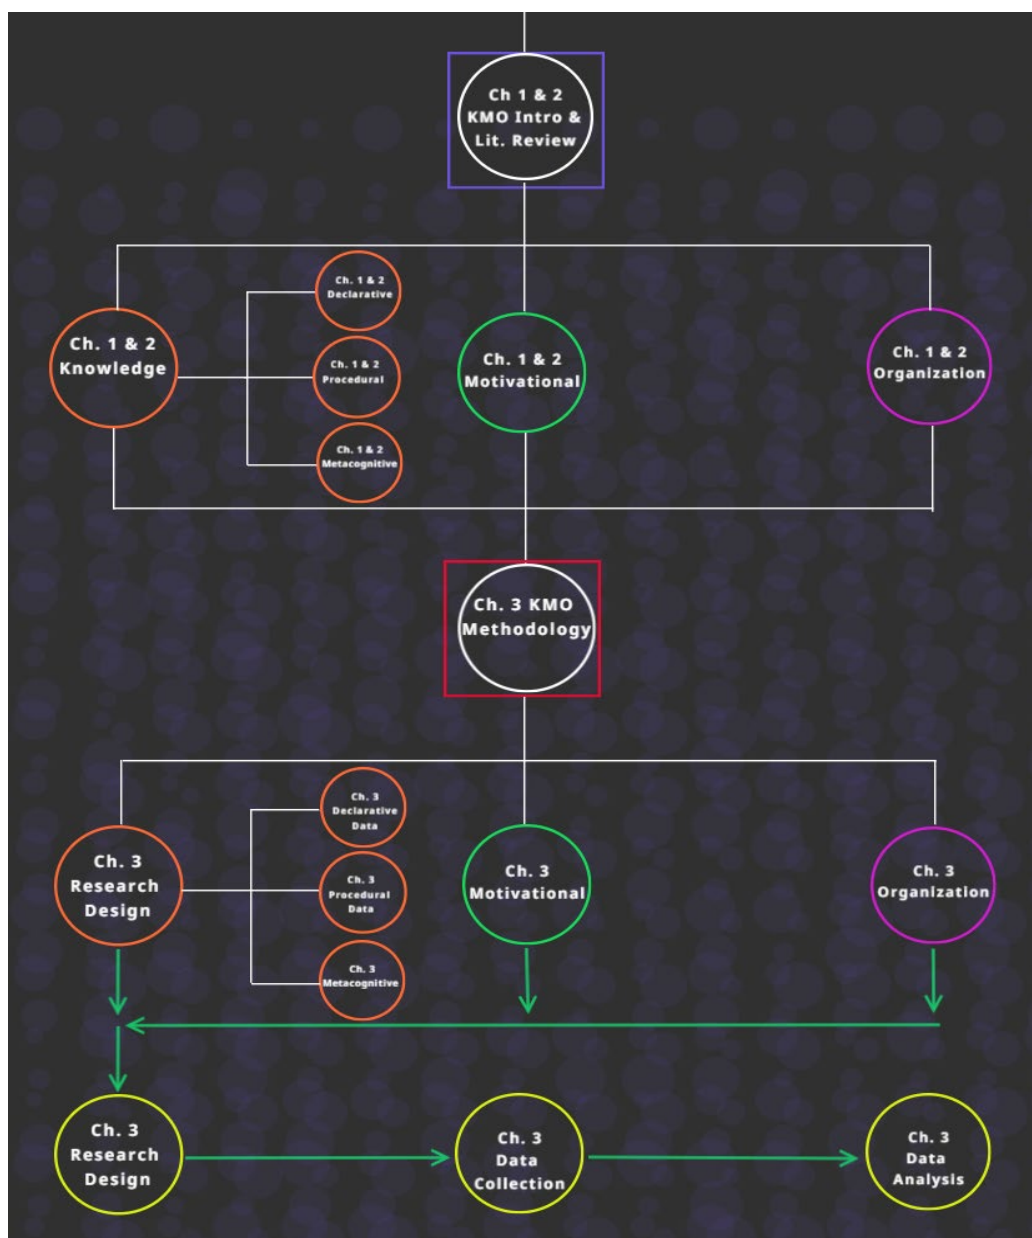 Ch 1 & 2
KMO Intro &
Lit. Review
Ch. 1 & 2
Knowledge
Ch. 1 & 2
Declarative
Ch. 1 & 2
Procedural
Ch. 1 & 2
Metacognitive
Ch. 1 & 2
Motivational
Ch. 1 & 2
Organization
Ch. 3 KMO
Methodology
Ch. 3
Research
Design
Ch. 3
Declarative
Data
Ch. 3
Procedural
Data
Ch. 3
Metacognitive
Ch. 3
Motivational
Ch. 3
Organization
Ch. 3
Research
Design
Ch. 3
Data
Collection
Ch. 3
Data
Analysis